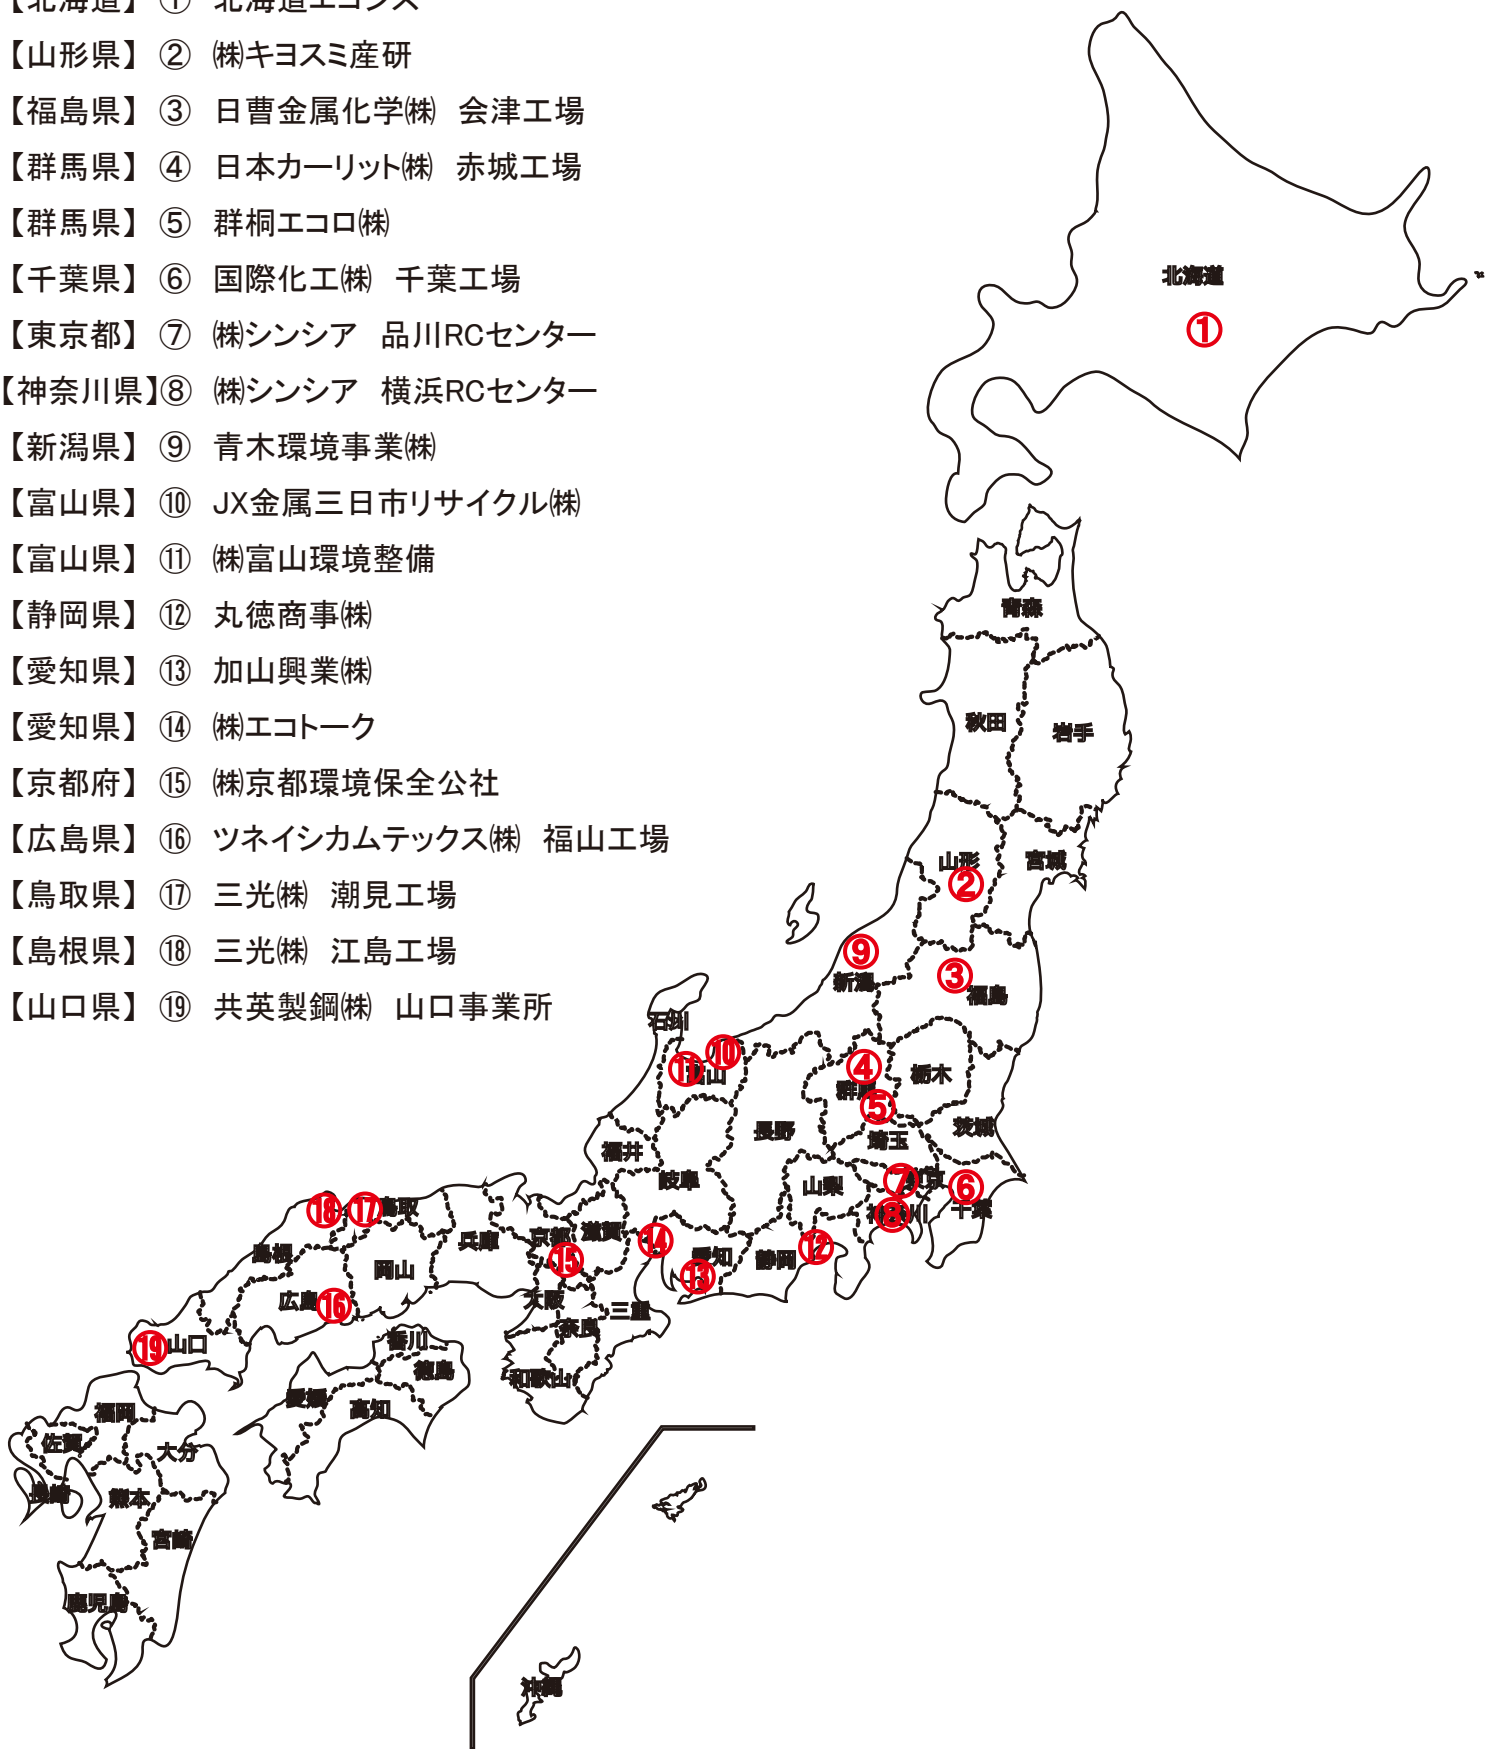 【北海道】 ① 北海道エコシス
【山形県】 ② ㈱キヨスミ産研
【福島県】 ③ 日曹金属化学㈱ 会津工場
【群馬県】 ④ 日本カーリット㈱ 赤城工場
【群馬県】 ⑤ 群桐エコロ㈱
【千葉県】 ⑥ 国際化工㈱ 千葉工場
【東京都】 ⑦ ㈱シンシア 品川RCセンター
【神奈川県】⑧ ㈱シンシア 横浜RCセンター
【新潟県】 ⑨ 青木環境事業㈱
【富山県】 ⑩ JX金属三日市リサイクル㈱
【富山県】 ⑪ ㈱富山環境整備
【静岡県】 ⑫ 丸徳商事㈱
【愛知県】 ⑬ 加山興業㈱
【愛知県】 ⑭ ㈱エコトーク
【京都府】 ⑮ ㈱京都環境保全公社
【広島県】 ⑯ ツネイシカムテックス㈱ 福山工場
【鳥取県】 ⑰ 三光㈱ 潮見工場
【島根県】 ⑱ 三光㈱ 江島工場
【山口県】 ⑲ 共英製鋼㈱ 山口事業所
北海道
①
青森
秋田
岩手
山形
②
宮城
⑨
新潟
③
福島
石川
⑩
⑪
富山
④
群馬
⑤
栃木
茨城
長野
埼玉
福井
岐阜
山梨
⑦
東京
⑥
千葉
⑧
神奈川
⑱
⑰
鳥取
島根
兵庫
京都
⑮
滋賀
⑭
愛知
⑬
静岡
⑫
岡山
広島
⑯
大阪
奈良
三重
和歌山
⑲
山口
香川
徳島
愛媛
高知
福岡
佐賀
大分
長崎
熊本
宮崎
鹿児島
沖縄